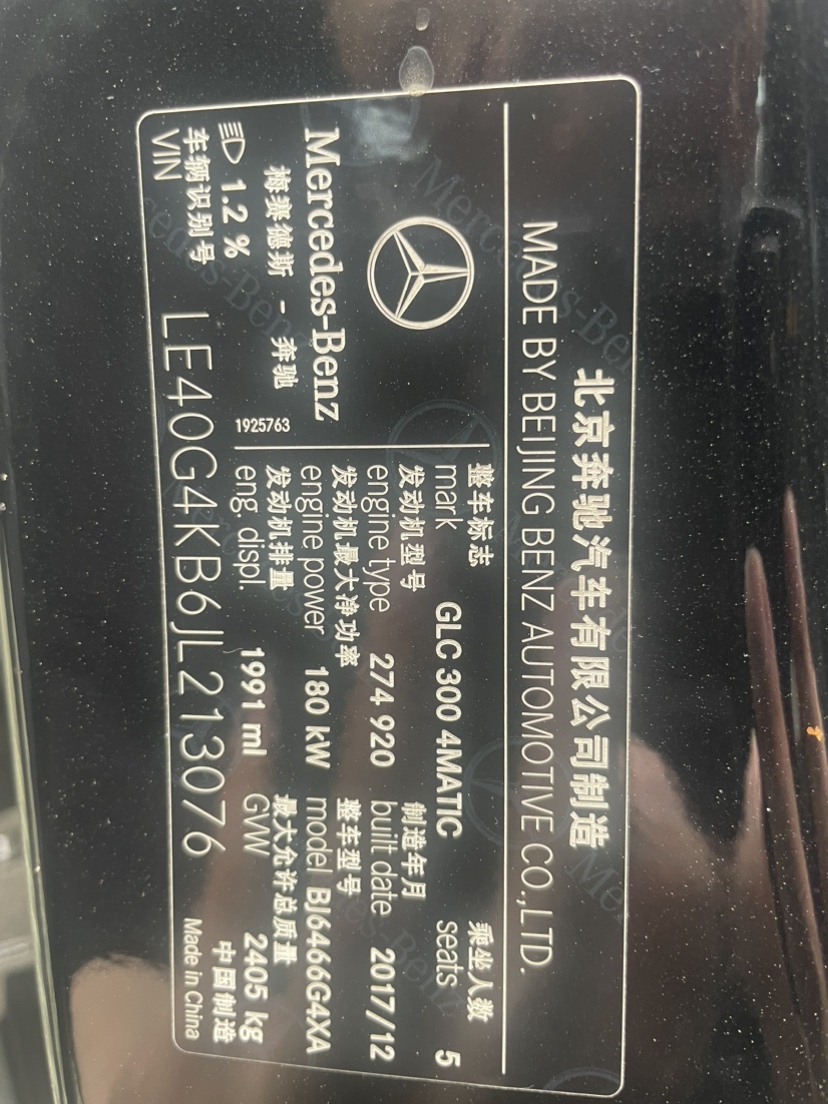 北京奔驰汽车有限公司制造
MADE BY BEIJING BENZ AUTOMOTIVE CO.,LTD.
Mercedes-Benz
梅赛德斯 - 奔驰
1.2 %
1925763
整车标志
mark GLC 300 4MATIC
乘坐人数
seats 5
发动机型号
engine type 274 920
制造年月
built date 2017/12
发动机最大净功率
engine power 180 kW
整车型号
model BJ6466G4XA
发动机排量
eng. displ. 1991 ml
最大允许总质量
GVW 2405 kg
车辆识别号
VIN LE40G4KB6JL213076
中国制造
Made in China